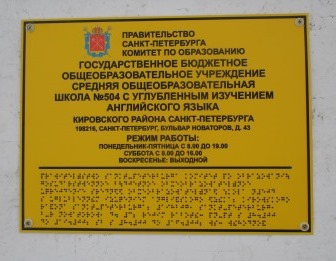 ПРАВИТЕЛЬСТВО
САНКТ-ПЕТЕРБУРГА
КОМИТЕТ ПО ОБРАЗОВАНИЮ
ГОСУДАРСТВЕННОЕ БЮДЖЕТНОЕ
ОБЩЕОБРАЗОВАТЕЛЬНОЕ УЧРЕЖДЕНИЕ
СРЕДНЯЯ ОБЩЕОБРАЗОВАТЕЛЬНАЯ
ШКОЛА №504 С УГЛУБЛЕННЫМ ИЗУЧЕНИЕМ
АНГЛИЙСКОГО ЯЗЫКА
КИРОВСКОГО РАЙОНА САНКТ-ПЕТЕРБУРГА
198216, САНКТ-ПЕТЕРБУРГ, БУЛЬВАР НОВАТОРОВ, Д. 43
РЕЖИМ РАБОТЫ:
ПОНЕДЕЛЬНИК-ПЯТНИЦА С 8.00 ДО 19.00
СУББОТА С 8.00 ДО 16.00
ВОСКРЕСЕНЬЕ: ВЫХОДНОЙ